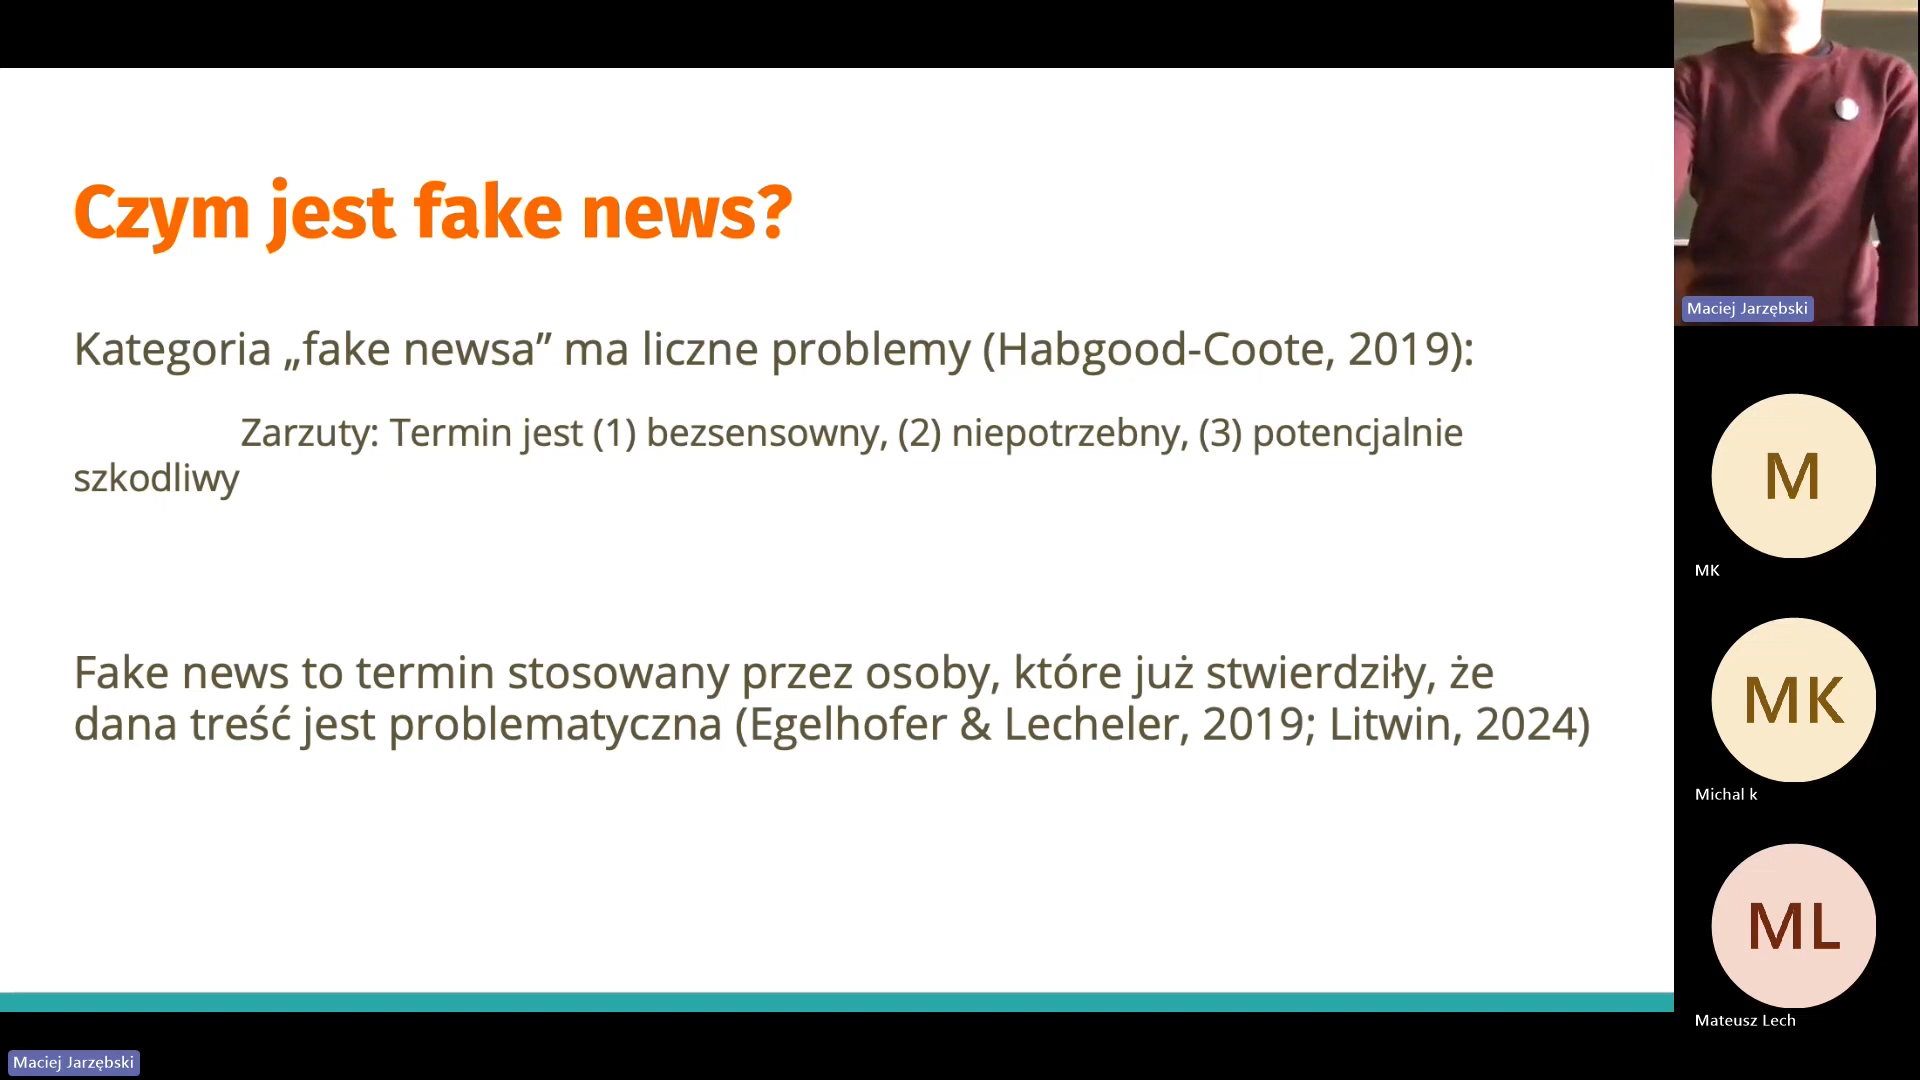 Czym jest fake news?
Kategoria „fake newsa” ma liczne problemy (Habgood-Coote, 2019):
Zarzuty: Termin jest (1) bezsensowny, (2) niepotrzebny, (3) potencjalnie
szkodliwy
Fake news to termin stosowany przez osoby, które już stwierdziły, że
dana treść jest problematyczna (Egelhofer & Lecheler, 2019; Litwin, 2024)
Maciej Jarzębski
Maciej Jarzębski
M
MK
MK
Michal k
ML
Mateusz Lech